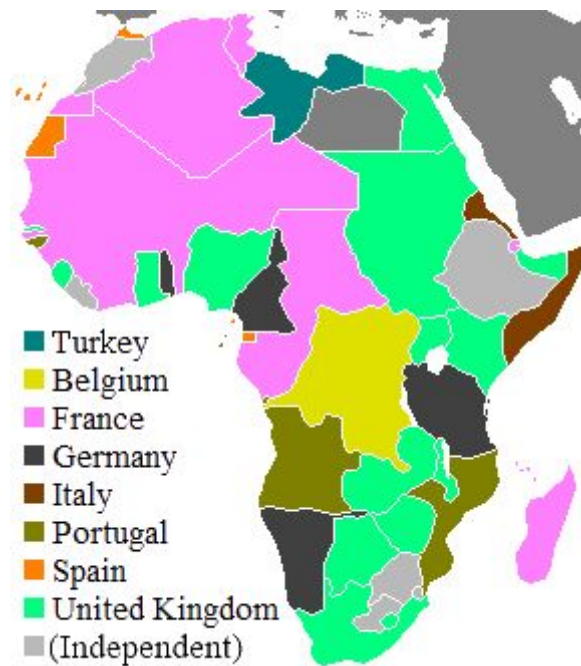 Turkey
Belgium
France
Germany
Italy
Portugal
Spain
United Kingdom
(Independent)